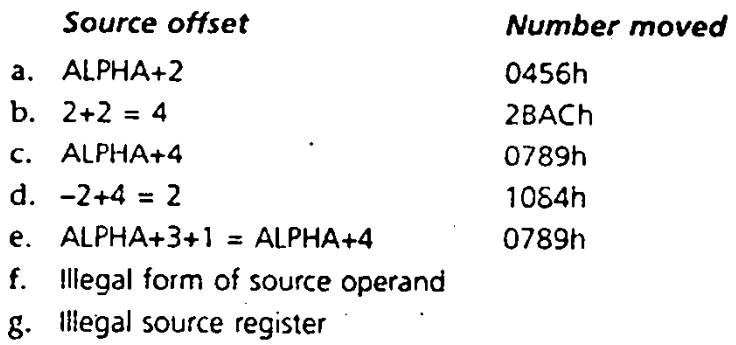 Source offset Number moved
a. ALPHA+2 0456h
b. 2+2 = 4 2BACh
c. ALPHA+4 0789h
d. –2+4 = 2 1084h
e. ALPHA+3+1 = ALPHA+4 0789h
f. Illegal form of source operand
g. Illegal source register